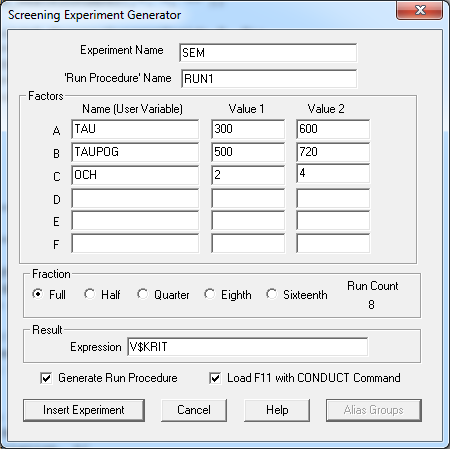 Screening Experiment Generator
Experiment Name SEM
'Run Procedure' Name RUN1
Factors
Name (User Variable) Value 1 Value 2
A TAU 300 600
B TAUPOG 500 720
C OCH 2 4
D
E
F
Fraction
Full Half Quarter Eighth Sixteenth Run Count
8
Result
Expression V$KRIT
Generate Run Procedure Load F11 with CONDUCT Command
Insert Experiment Cancel Help Alias Groups